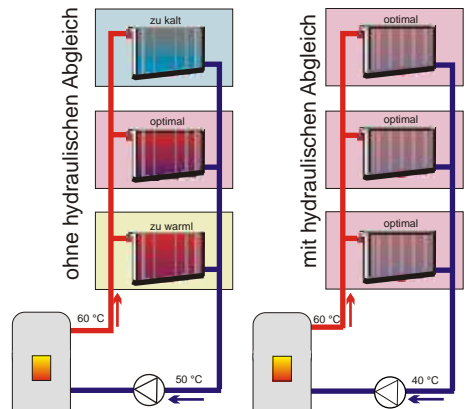 ohne hydraulischen Abgleich
zu kalt
optimal
zu warml
60 °C
50 °C
mit hydraulischen Abgleich
optimal
optimal
optimal
60 °C
40 °C